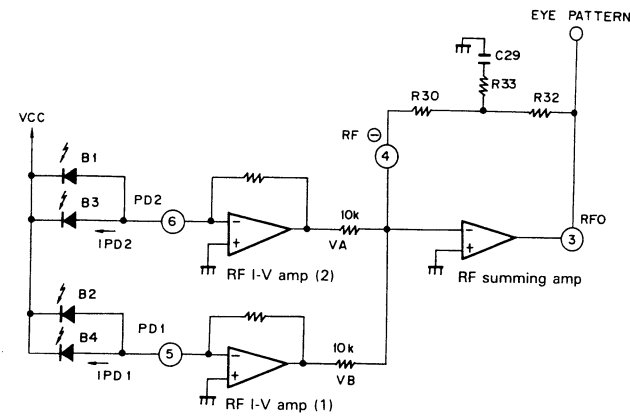 EYE PATTERN
C29
R33
R30
R32
VCC
RF ⊖
4
B1
B3
PD2
6
IPD2
10k
VA
RF I-V amp (2)
RFO
3
RF summing amp
B2
B4
PD1
5
IPD1
10k
VB
RF I-V amp (1)